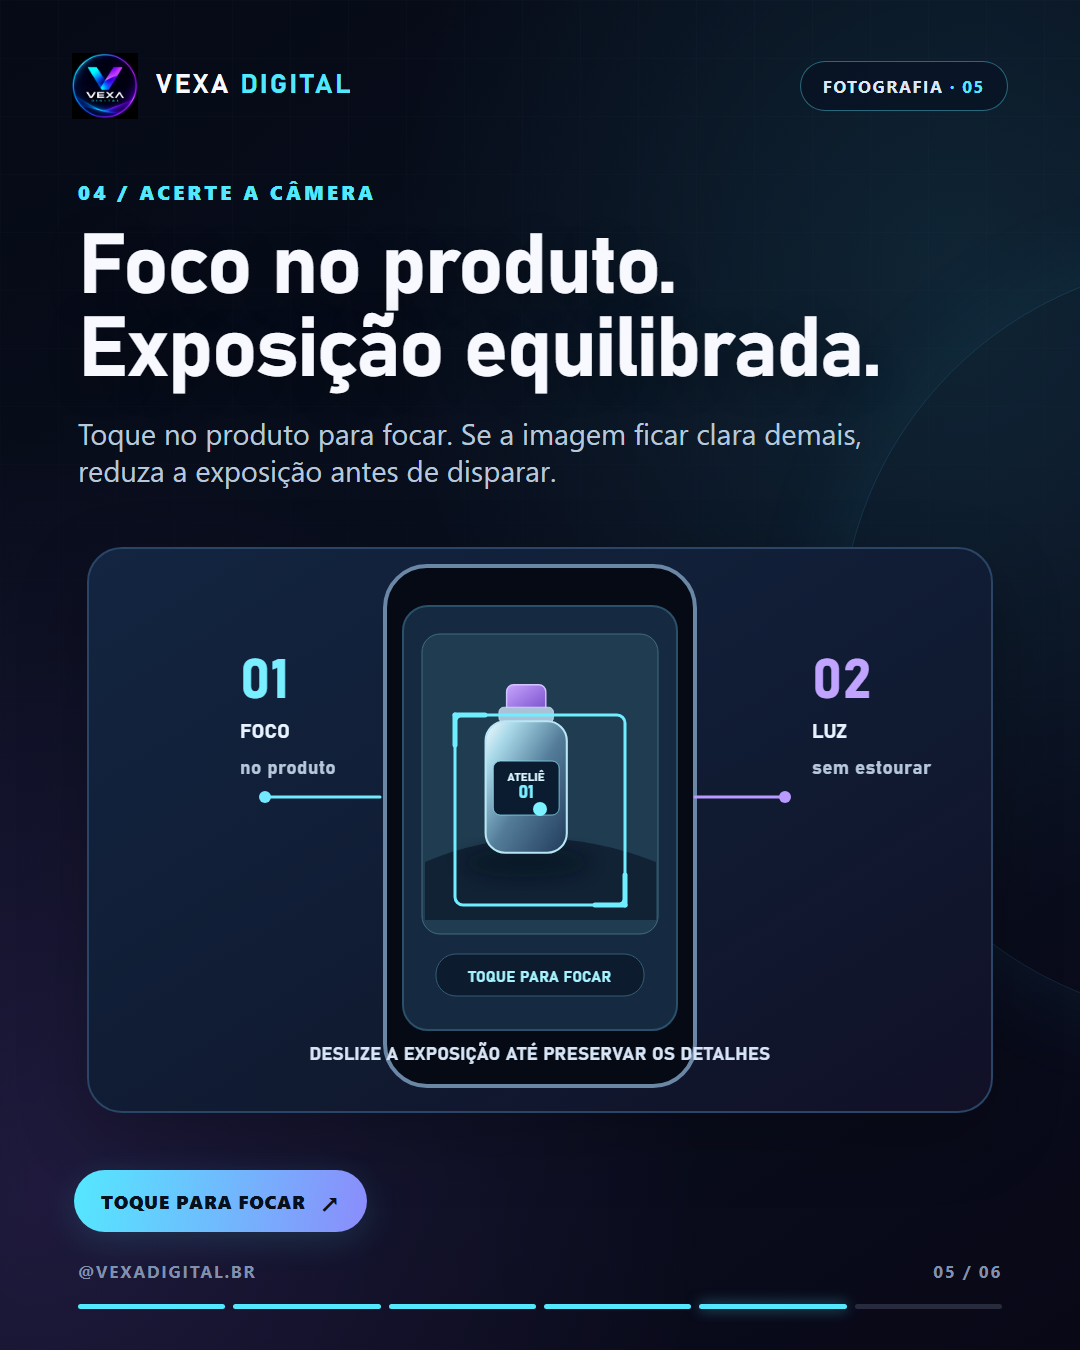 VEXA
DIGITAL
VEXA DIGITAL
FOTOGRAFIA · 05
04 / ACERTE A CÂMERA
Foco no produto.
Exposição equilibrada.
Toque no produto para focar. Se a imagem ficar clara demais,
reduza a exposição antes de disparar.
01
FOCO
no produto
ATELIÊ
01
TOQUE PARA FOCAR
02
LUZ
sem estourar
DESLIZE A EXPOSIÇÃO ATÉ PRESERVAR OS DETALHES
TOQUE PARA FOCAR ↗
@VEXADIGITAL.BR
05 / 06